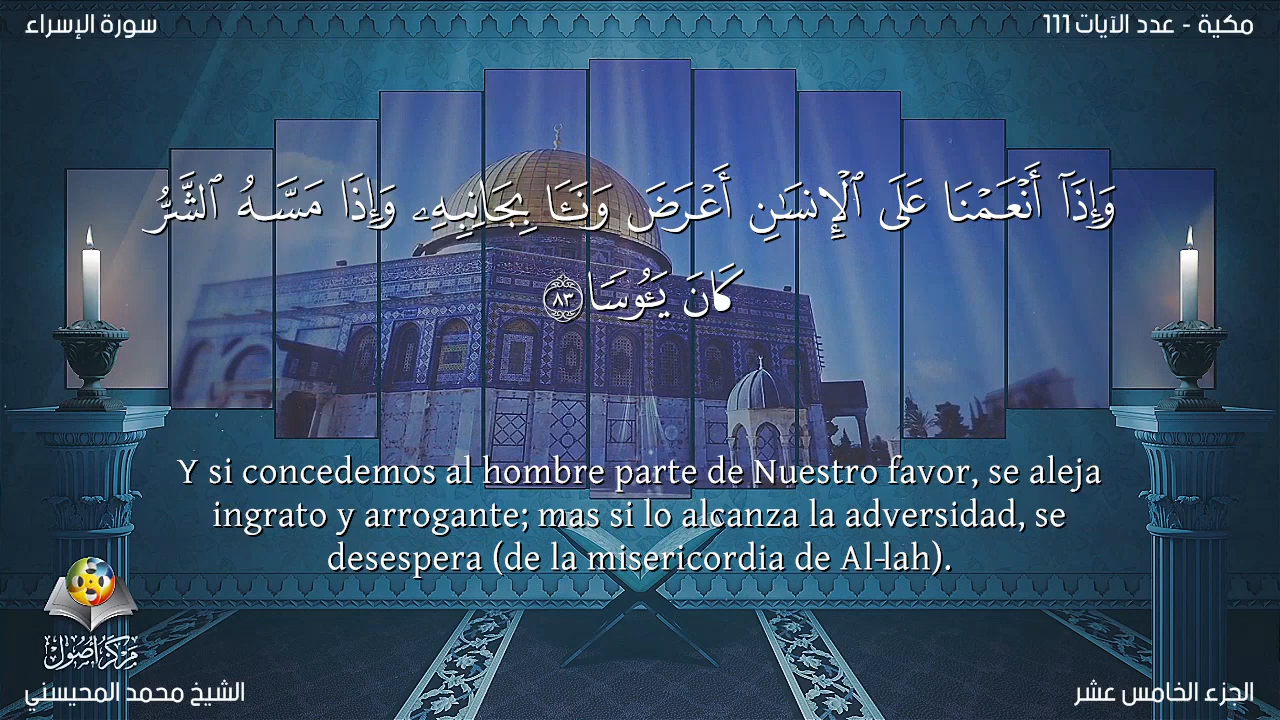 سورة الإسراء
مكية - عدد الآيات 111
وَإِذَآ أَنْعَمْنَا عَلَى ٱلْإِنسَٰنِ أَعْرَضَ وَنَـَٔا بِجَانِبِهِۦ وَإِذَا مَسَّهُ ٱلشَّرُّ
كَانَ يَـُٔوسًا ٨٣
Y si concedemos al hombre parte de Nuestro favor, se aleja
ingrato y arrogante; mas si lo alcanza la adversidad, se
desespera (de la misericordia de Al-lah).
مركز أصول
الشيخ محمد المحيسني
الجزء الخامس عشر